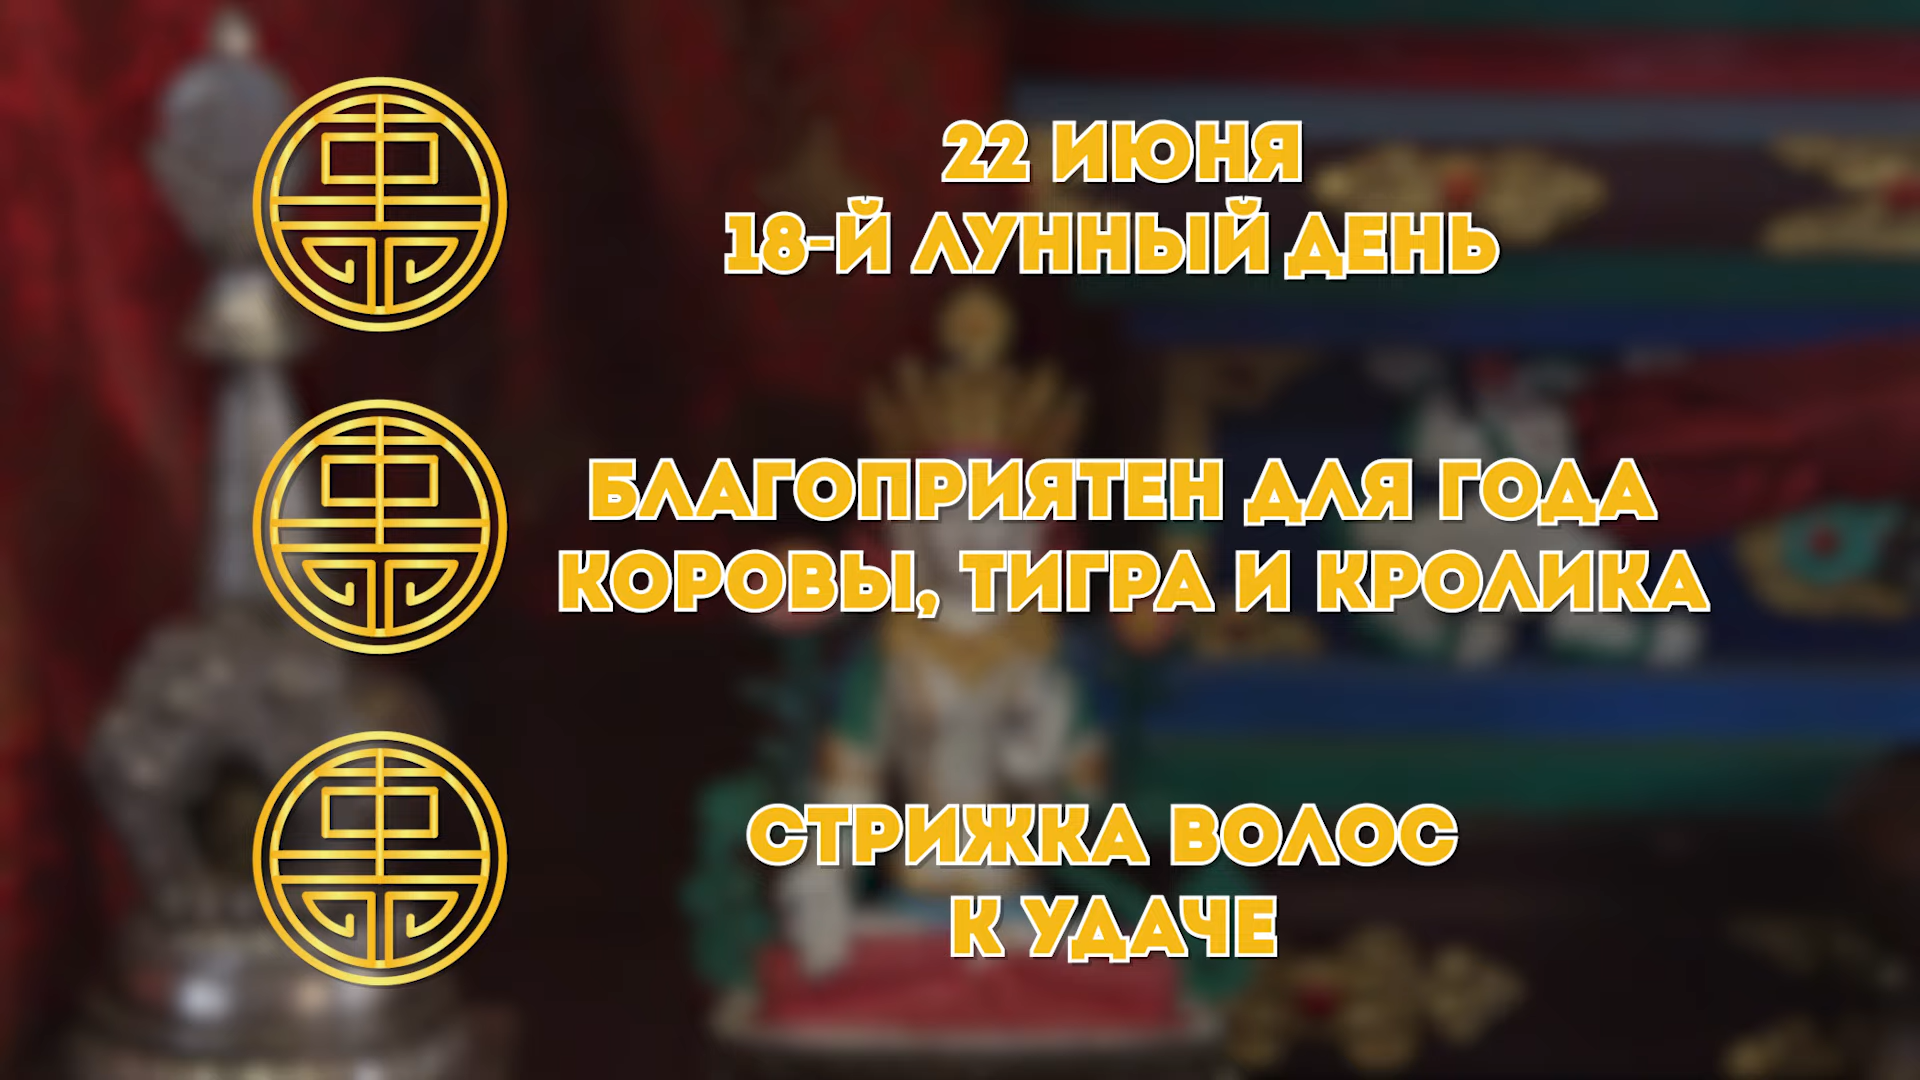 22 ИЮНЯ
18-Й ЛУННЫЙ ДЕНЬ
БЛАГОПРИЯТЕН ДЛЯ ГОДА
КОРОВЫ, ТИГРА И КРОЛИКА
СТРИЖКА ВОЛОС
К УДАЧЕ